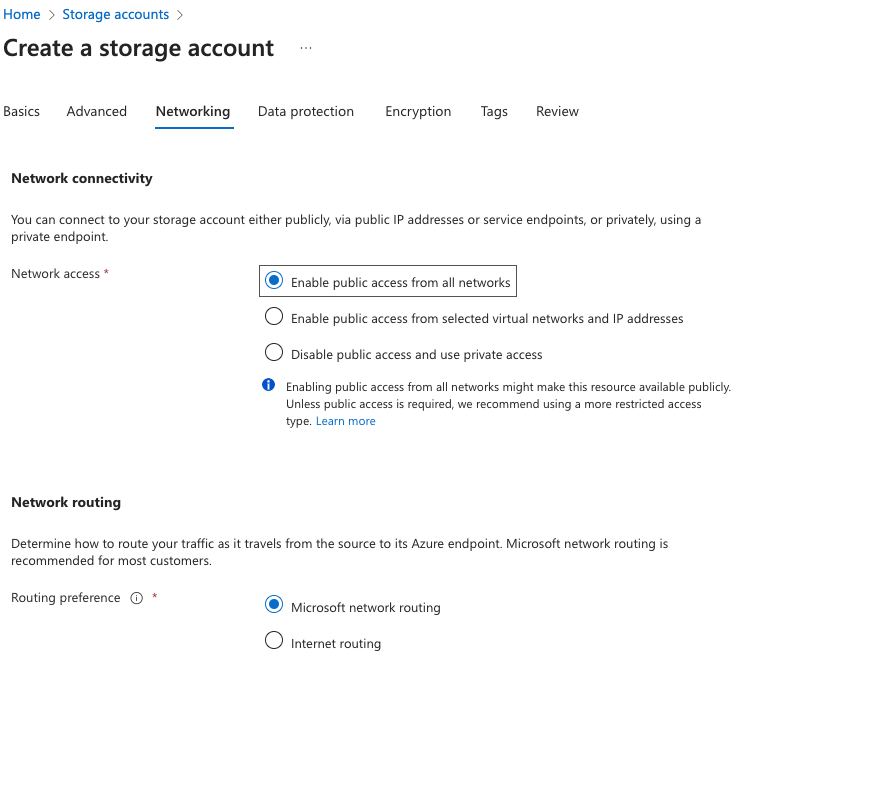 Home > Storage accounts >
Create a storage account ...
Basics Advanced Networking Data protection Encryption Tags Review
Network connectivity
You can connect to your storage account either publicly, via public IP addresses or service endpoints, or privately, using a
private endpoint.
Network access *
Enable public access from all networks
Enable public access from selected virtual networks and IP addresses
Disable public access and use private access
Enabling public access from all networks might make this resource available publicly.
Unless public access is required, we recommend using a more restricted access
type. Learn more
Network routing
Determine how to route your traffic as it travels from the source to its Azure endpoint. Microsoft network routing is
recommended for most customers.
Routing preference *
Microsoft network routing
Internet routing